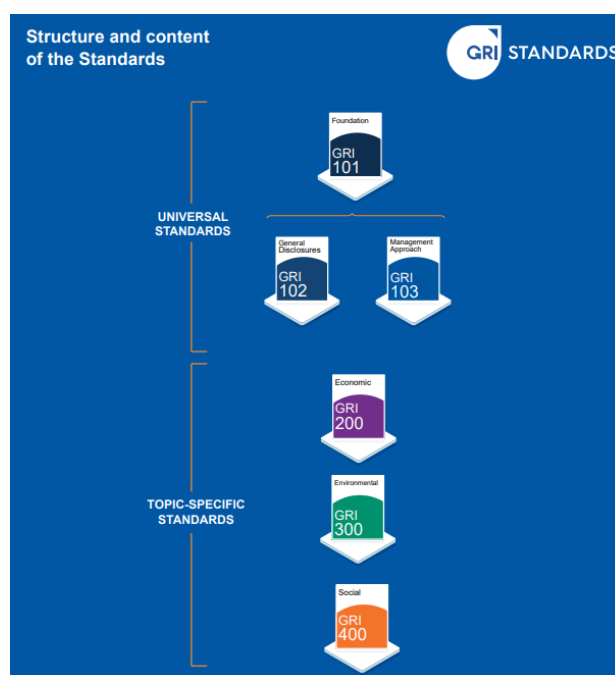 Structure and content
of the Standards
GRI STANDARDS
Foundation
GRI
101
UNIVERSAL
STANDARDS
General
Disclosures
GRI
102
Management
Approach
GRI
103
Economic
GRI
200
TOPIC-SPECIFIC
STANDARDS
Environmental
GRI
300
Social
GRI
400